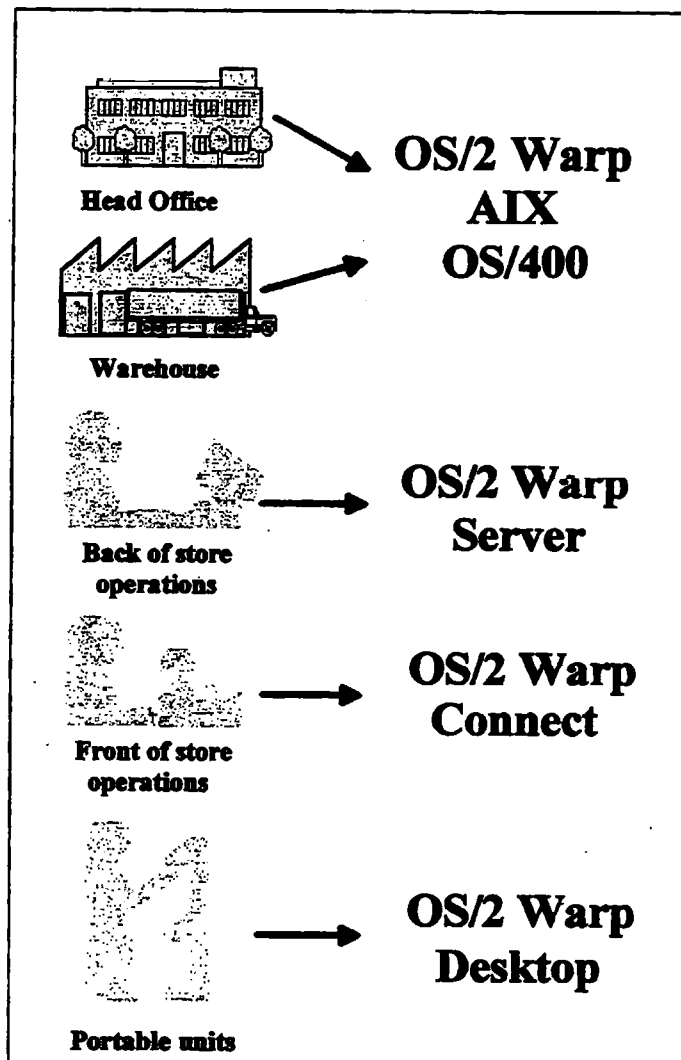 Head Office
OS/2 Warp
AIX
OS/400
Warehouse
Back of store
operations
OS/2 Warp
Server
Front of store
operations
OS/2 Warp
Connect
Portable units
OS/2 Warp
Desktop